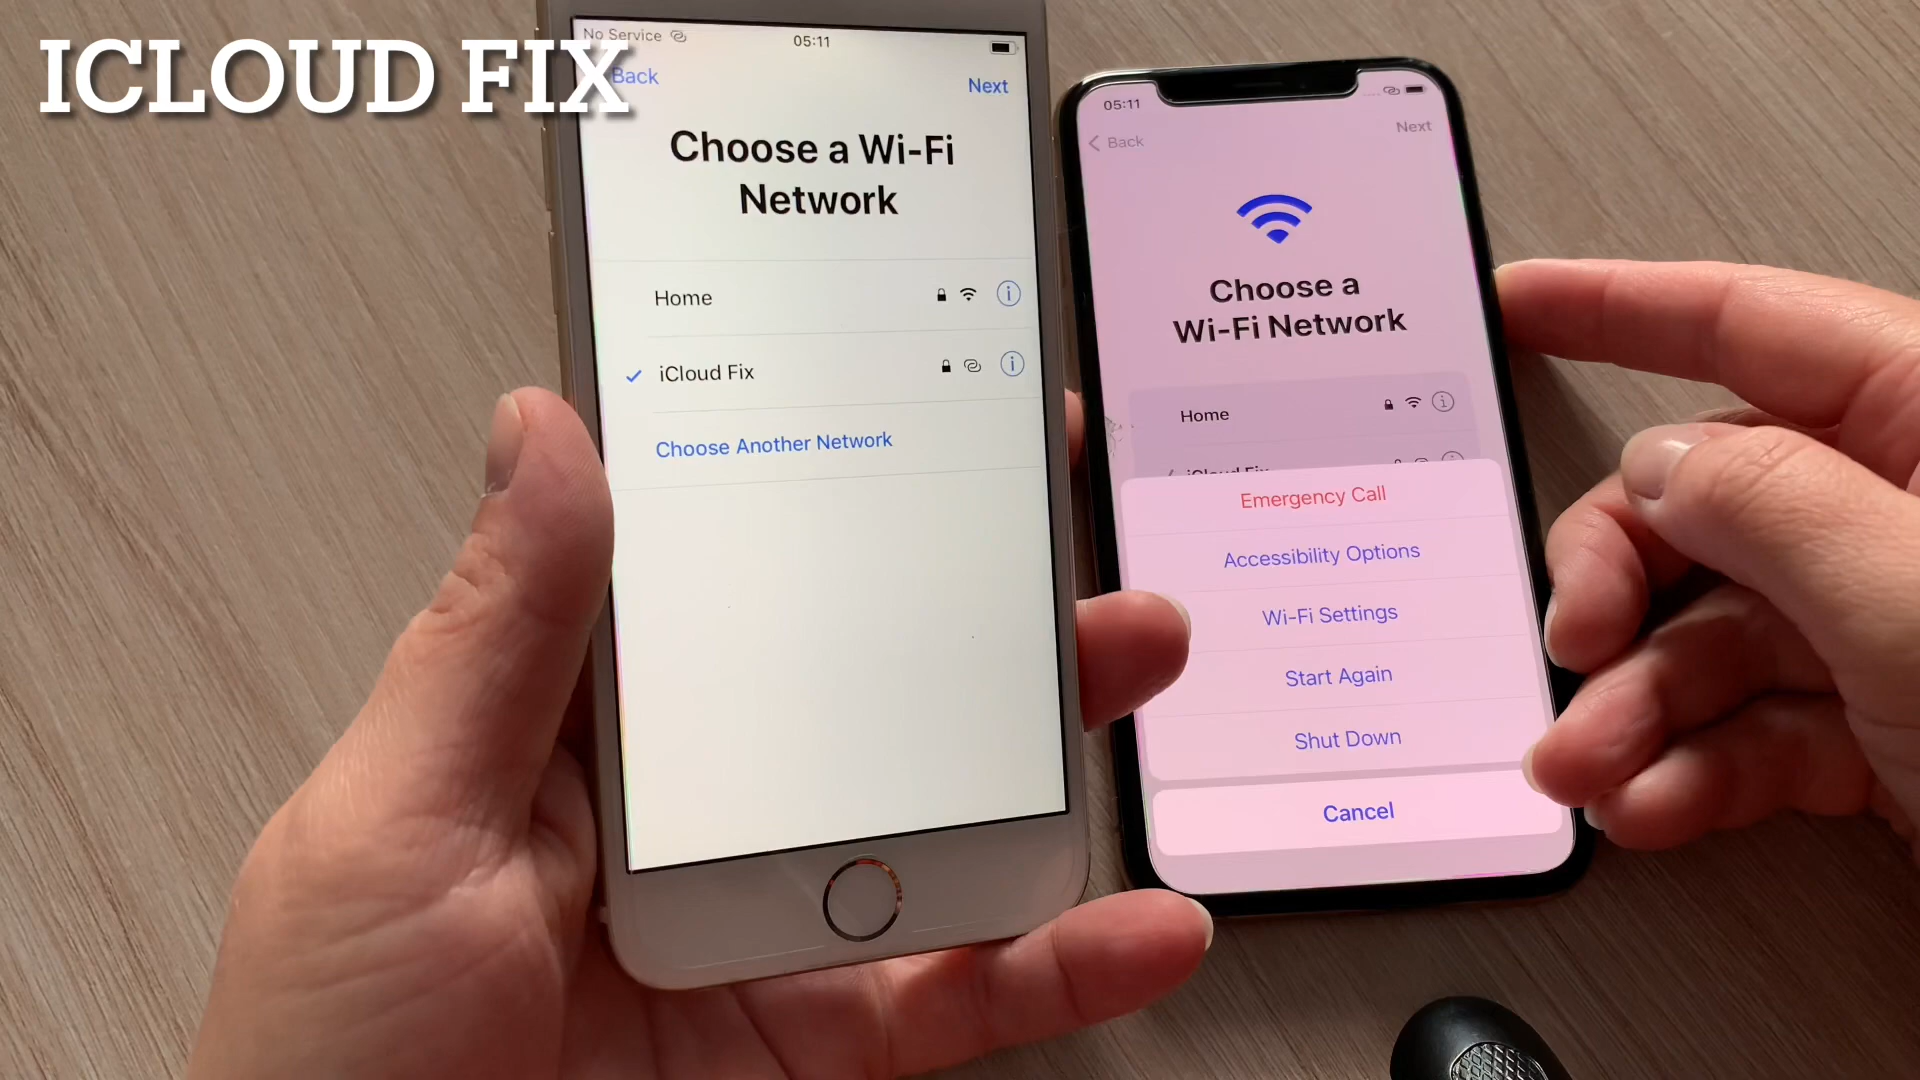 ICLOUD FIX
No Service
05:11
Back
Next
Choose a Wi-Fi
Network
Home
iCloud Fix
Choose Another Network
05:11
Back
Next
Choose a
Wi-Fi Network
Home
iCloud Fix
Emergency Call
Accessibility Options
Wi-Fi Settings
Start Again
Shut Down
Cancel